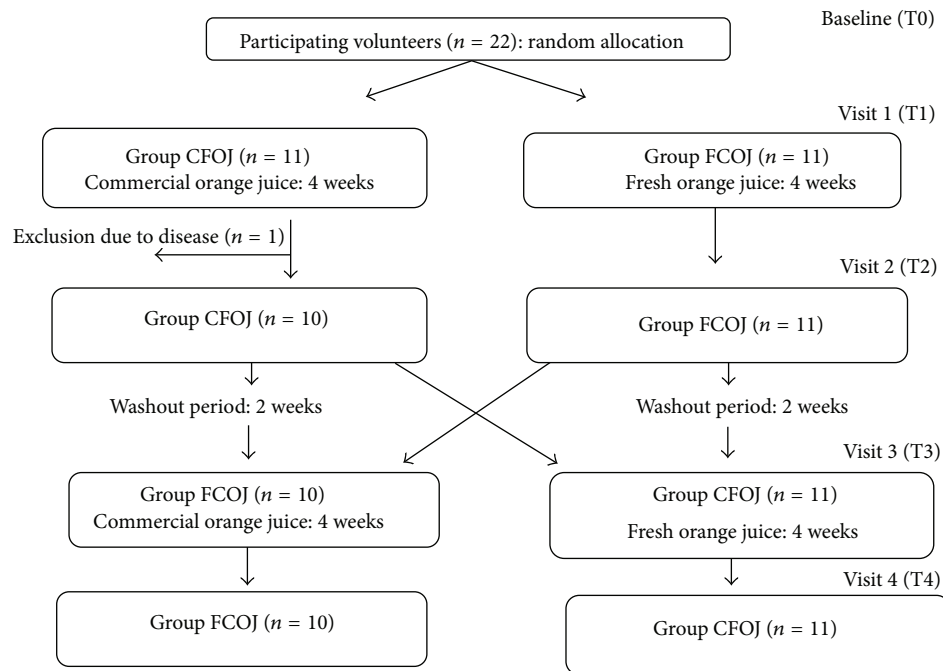 Baseline (T0)
Participating volunteers (n = 22): random allocation
Visit 1 (T1)
Group CFOJ (n = 11)
Commercial orange juice: 4 weeks
Group FCOJ (n = 11)
Fresh orange juice: 4 weeks
Exclusion due to disease (n = 1)
Visit 2 (T2)
Group CFOJ (n = 10)
Group FCOJ (n = 11)
Washout period: 2 weeks
Washout period: 2 weeks
Visit 3 (T3)
Group FCOJ (n = 10)
Commercial orange juice: 4 weeks
Group CFOJ (n = 11)
Fresh orange juice: 4 weeks
Visit 4 (T4)
Group FCOJ (n = 10)
Group CFOJ (n = 11)